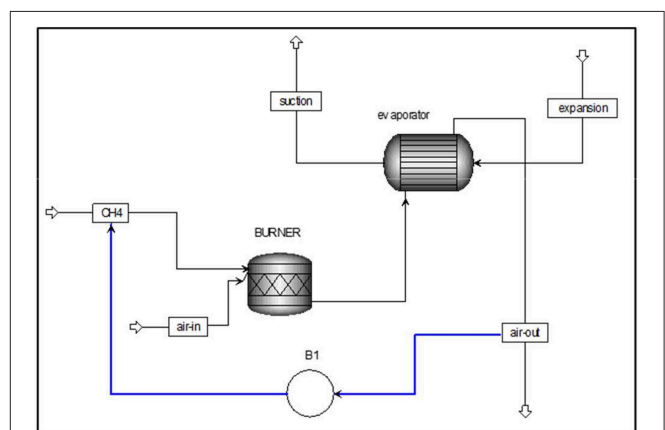 suction
expansion
evaporator
CH4
BURNER
air-in
air-out
B1